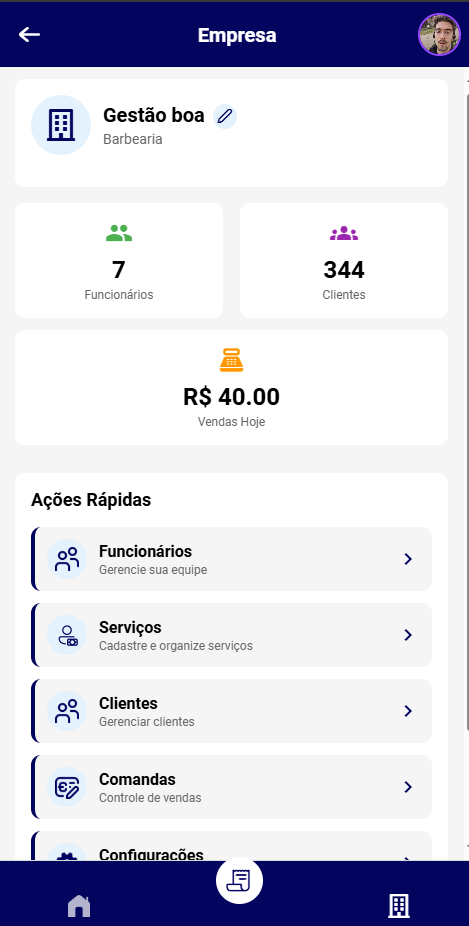 Empresa
Gestão boa
Barbearia
7
Funcionários
344
Clientes
R$ 40.00
Vendas Hoje
Ações Rápidas
Funcionários
Gerencie sua equipe
Serviços
Cadastre e organize serviços
Clientes
Gerenciar clientes
Comandas
Controle de vendas
Configurações